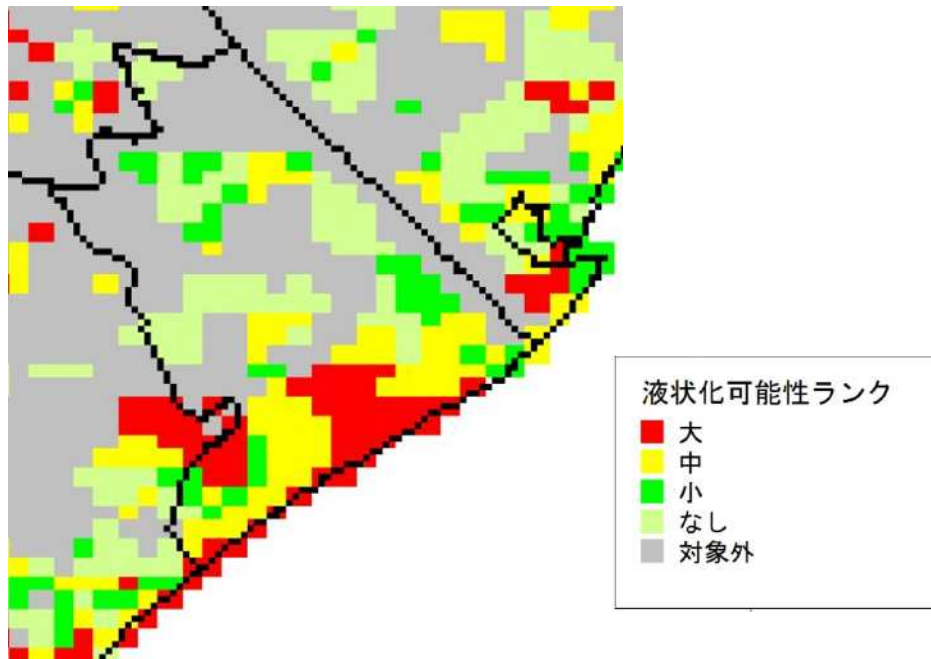 液状化可能性ランク
大
中
小
なし
対象外